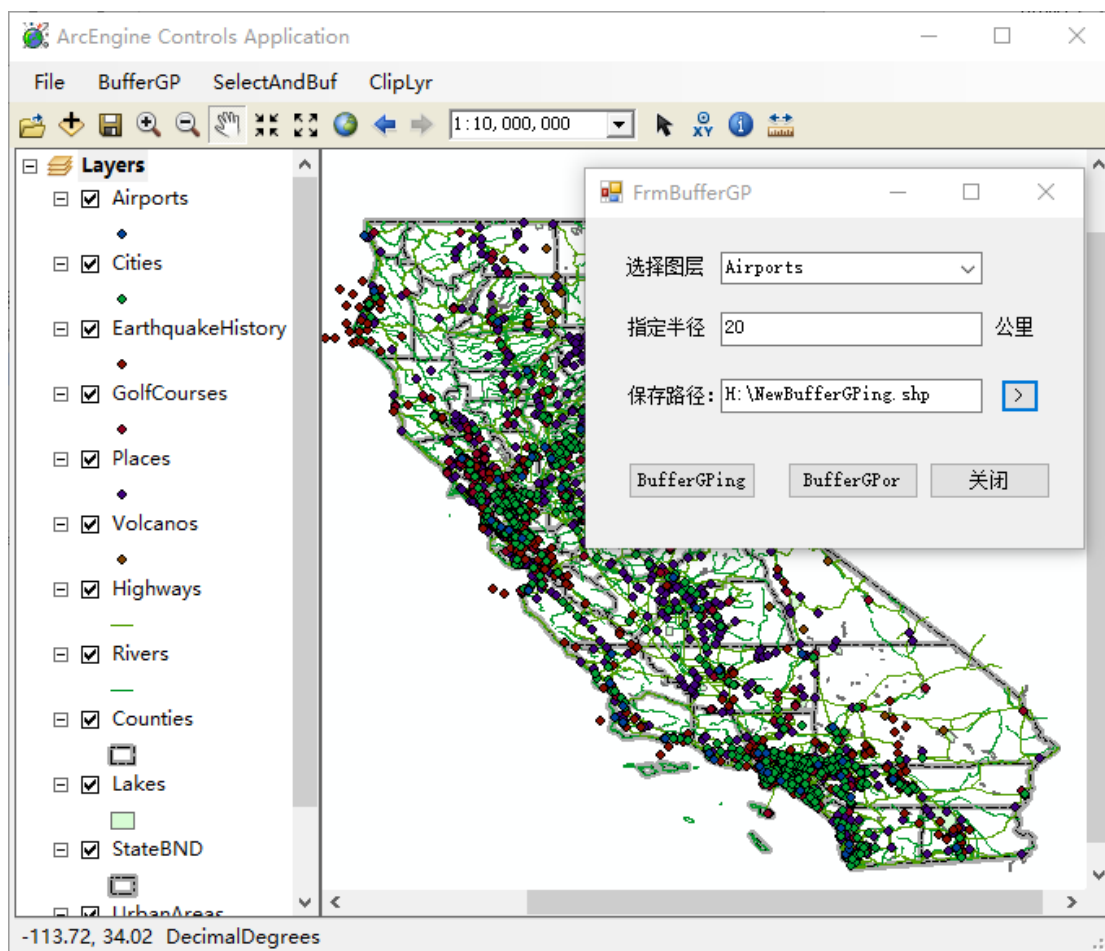 ArcEngine Controls Application
File BufferGP SelectAndBuf ClipLyr
1:10,000,000
XY
Layers
Airports
Cities
EarthquakeHistory
GolfCourses
Places
Volcanos
Highways
Rivers
Counties
Lakes
StateBND
UrbanAreas
FrmBufferGP
选择图层 Airports
指定半径 20 公里
保存路径: H:\NewBufferGPing.shp >
BufferGPing BufferGPor 关闭
-113.72, 34.02 DecimalDegrees